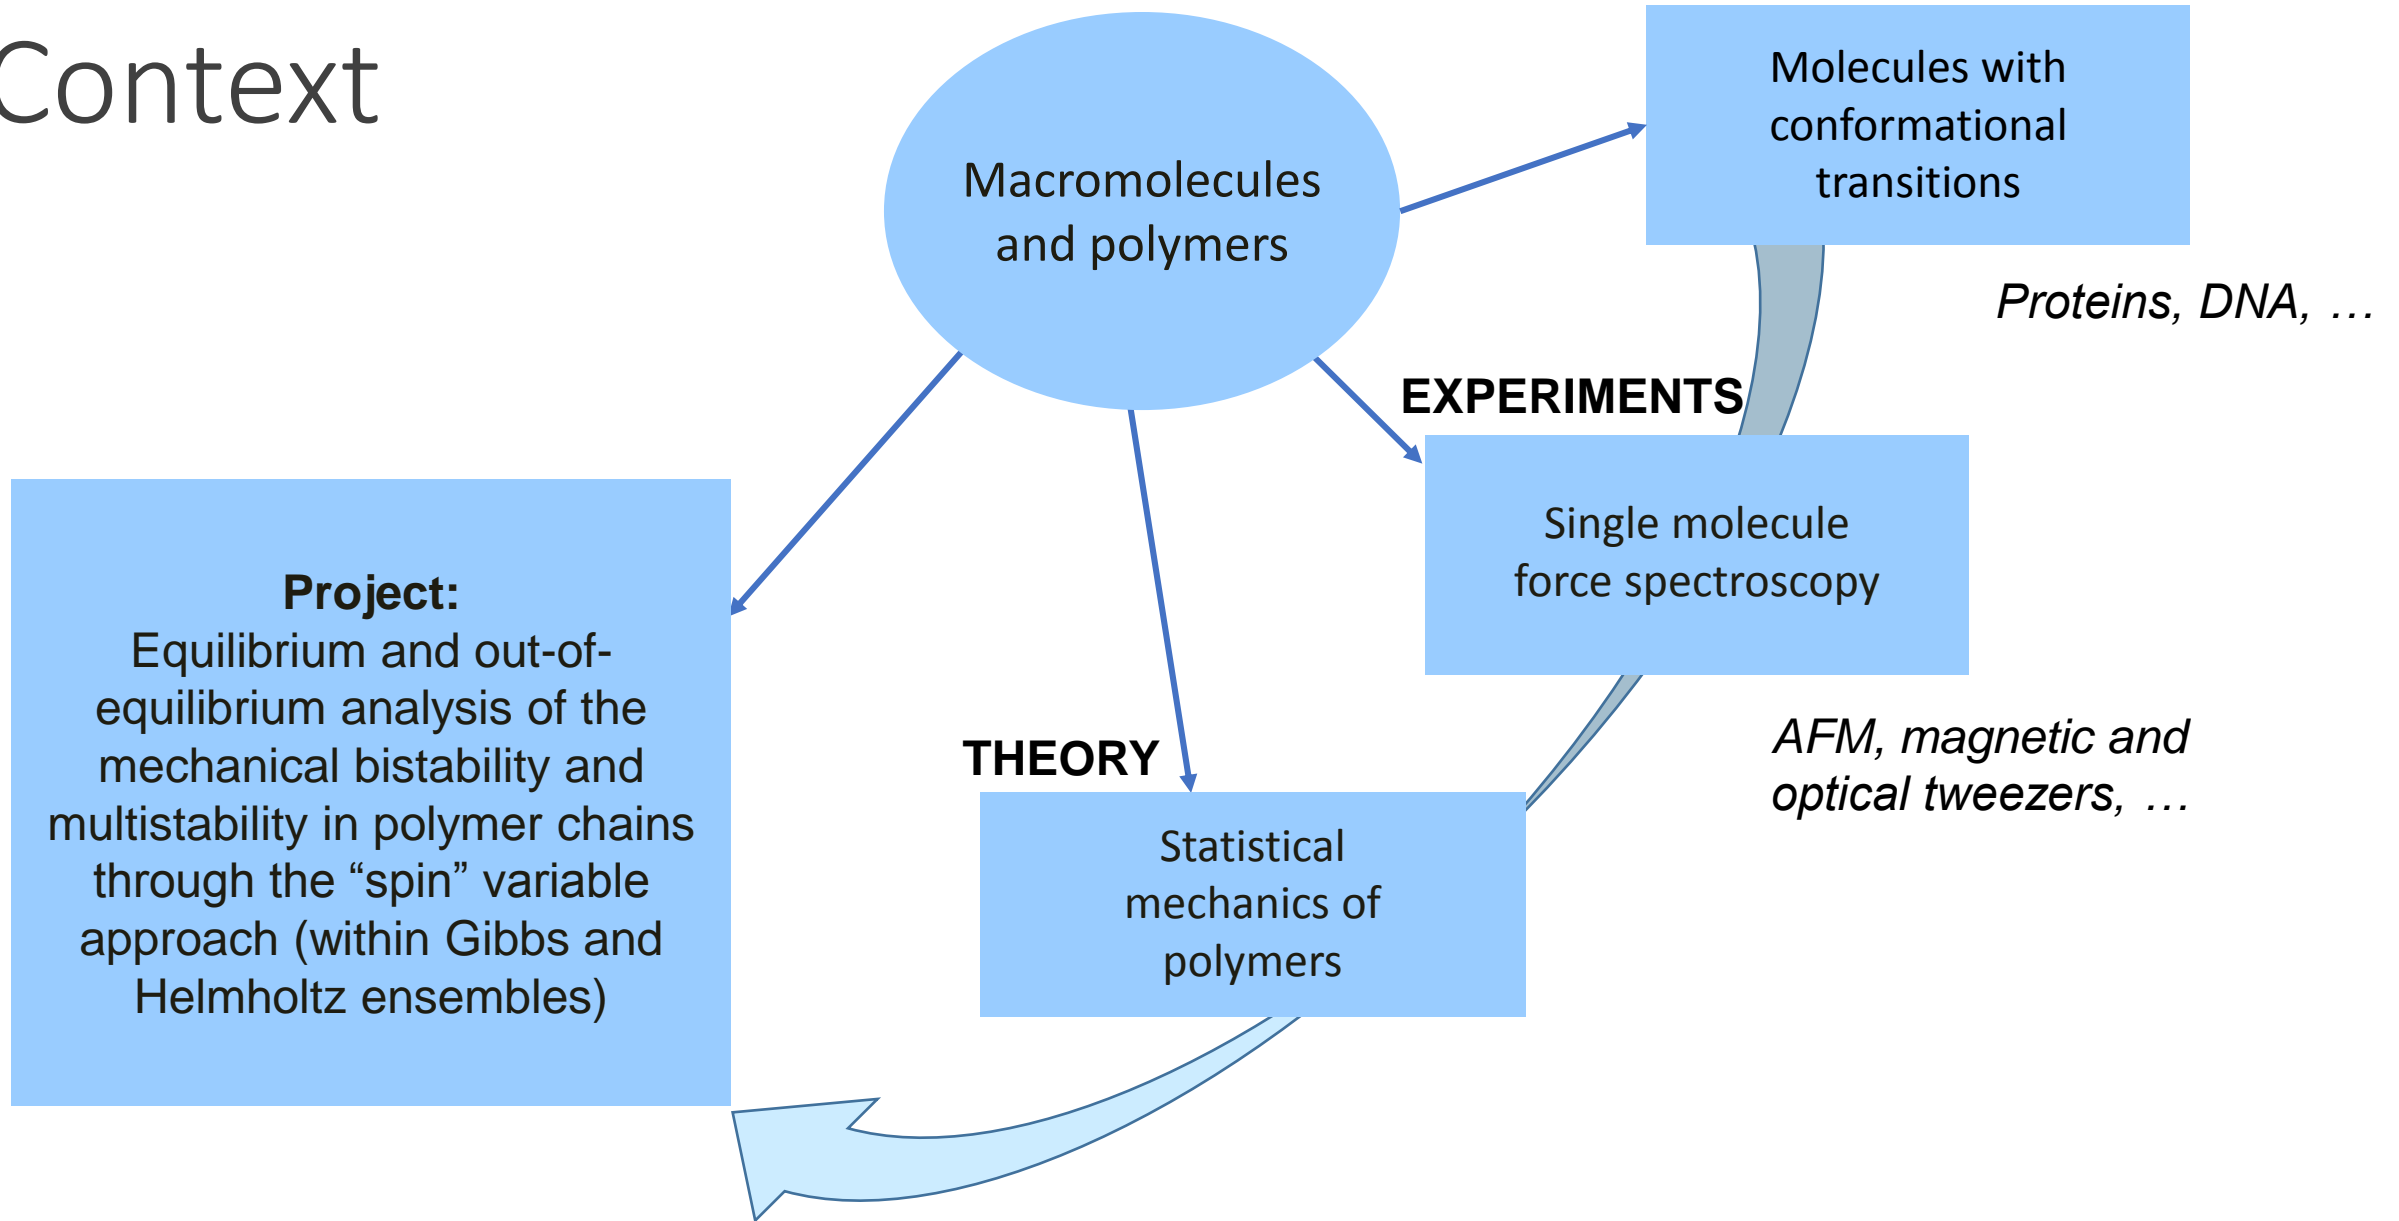 Context
Macromolecules
and polymers
Molecules with
conformational
transitions
Proteins, DNA, …
EXPERIMENTS
Single molecule
force spectroscopy
AFM, magnetic and
optical tweezers, …
THEORY
Statistical
mechanics of
polymers
Project:
Equilibrium and out-of-
equilibrium analysis of the
mechanical bistability and
multistability in polymer chains
through the “spin” variable
approach (within Gibbs and
Helmholtz ensembles)